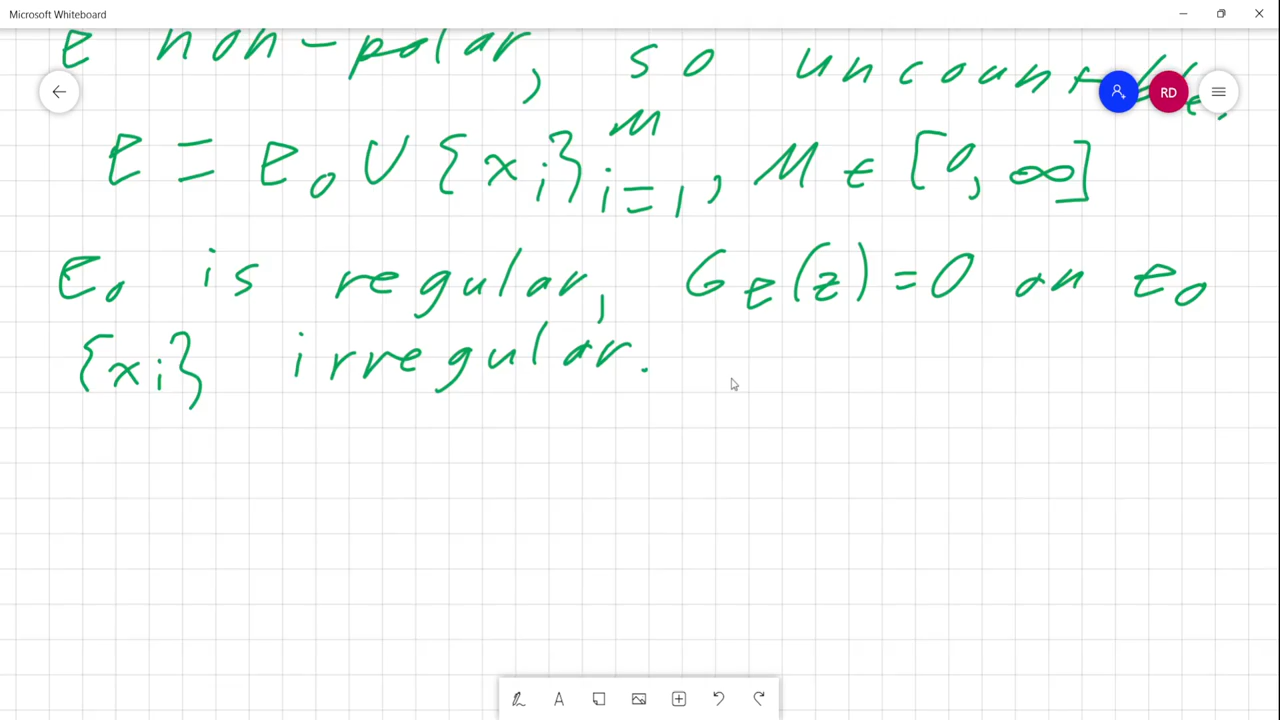 Microsoft Whiteboard
E non-polar, so uncountable.
RD
E = E₀ ∪ {xᵢ}ᵢ₌₁ᴹ, M ∈ [0, ∞]
E₀ is regular, G_E(z) = 0 on E₀
{xᵢ} irregular.
A